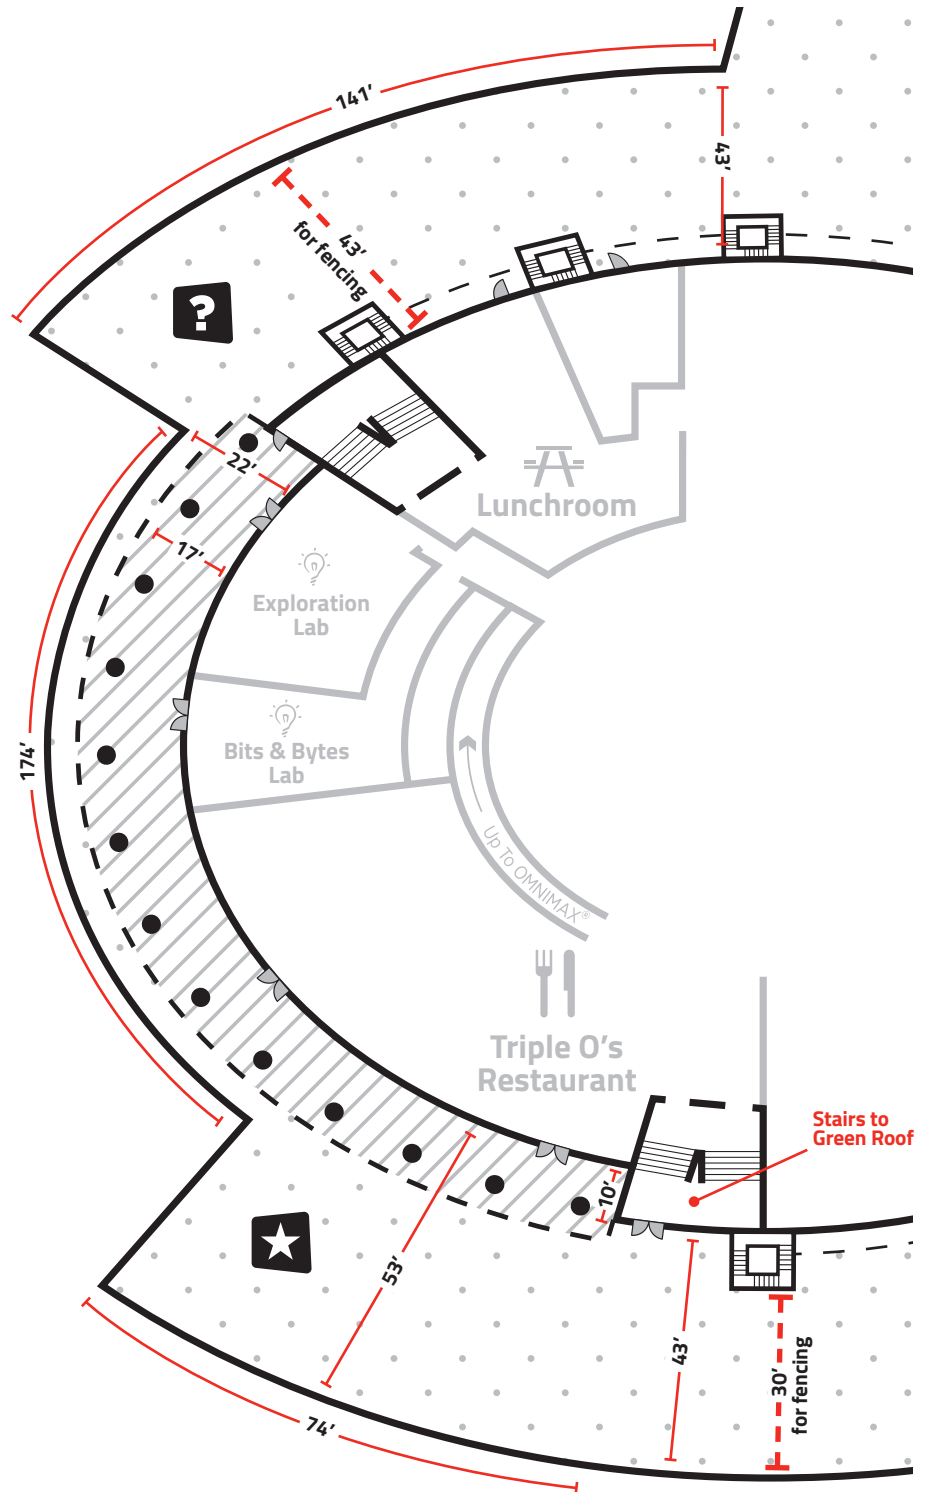 141’
43’
43’
for fencing
?
22’
17’
Lunchroom
Exploration
Lab
Bits & Bytes
Lab
174’
Up To OMNIMAX®
Triple O’s
Restaurant
Stairs to
Green Roof
10’
53’
43’
30’
for fencing
74’